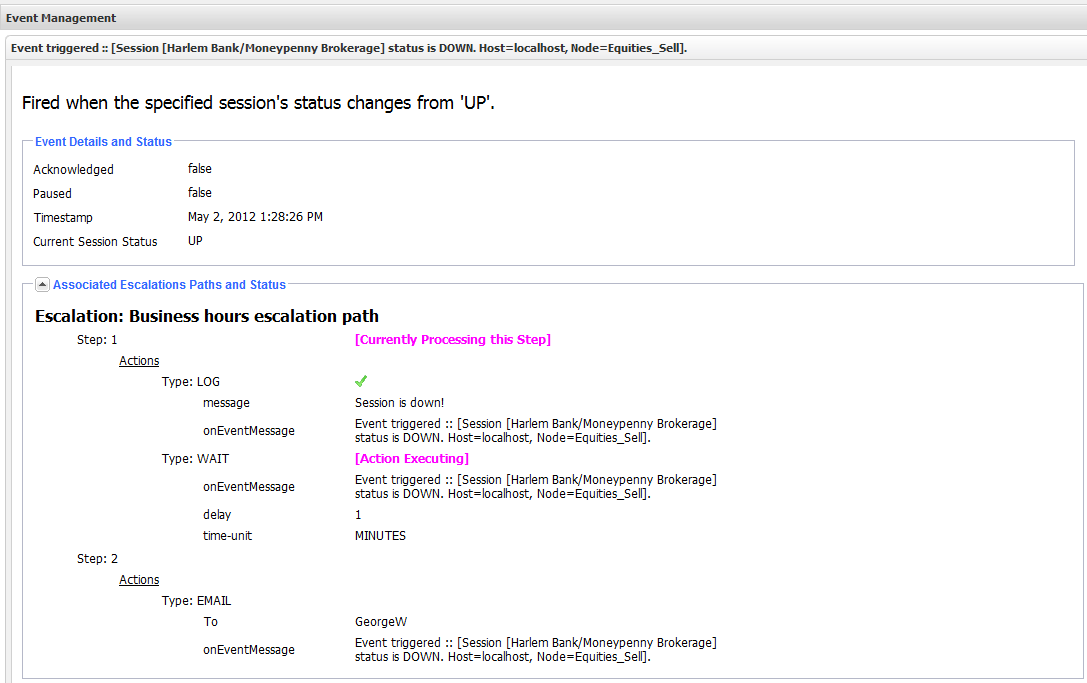 Event Management
Event triggered :: [Session [Harlem Bank/Moneypenny Brokerage] status is DOWN. Host=localhost, Node=Equities_Sell].
Fired when the specified session's status changes from 'UP'.
Event Details and Status
Acknowledged false
Paused false
Timestamp May 2, 2012 1:28:26 PM
Current Session Status UP
Associated Escalations Paths and Status
Escalation: Business hours escalation path
Step: 1 [Currently Processing this Step]
Actions
Type: LOG
message Session is down!
onEventMessage Event triggered :: [Session [Harlem Bank/Moneypenny Brokerage]
status is DOWN. Host=localhost, Node=Equities_Sell].
Type: WAIT [Action Executing]
onEventMessage Event triggered :: [Session [Harlem Bank/Moneypenny Brokerage]
status is DOWN. Host=localhost, Node=Equities_Sell].
delay 1
time-unit MINUTES
Step: 2
Actions
Type: EMAIL
To GeorgeW
onEventMessage Event triggered :: [Session [Harlem Bank/Moneypenny Brokerage]
status is DOWN. Host=localhost, Node=Equities_Sell].